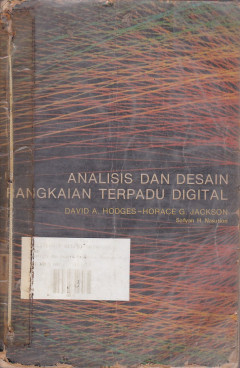 ANALISIS DAN DESAIN
RANGKAIAN TERPADU DIGITAL
DAVID A. HODGES-HORACE G. JACKSON